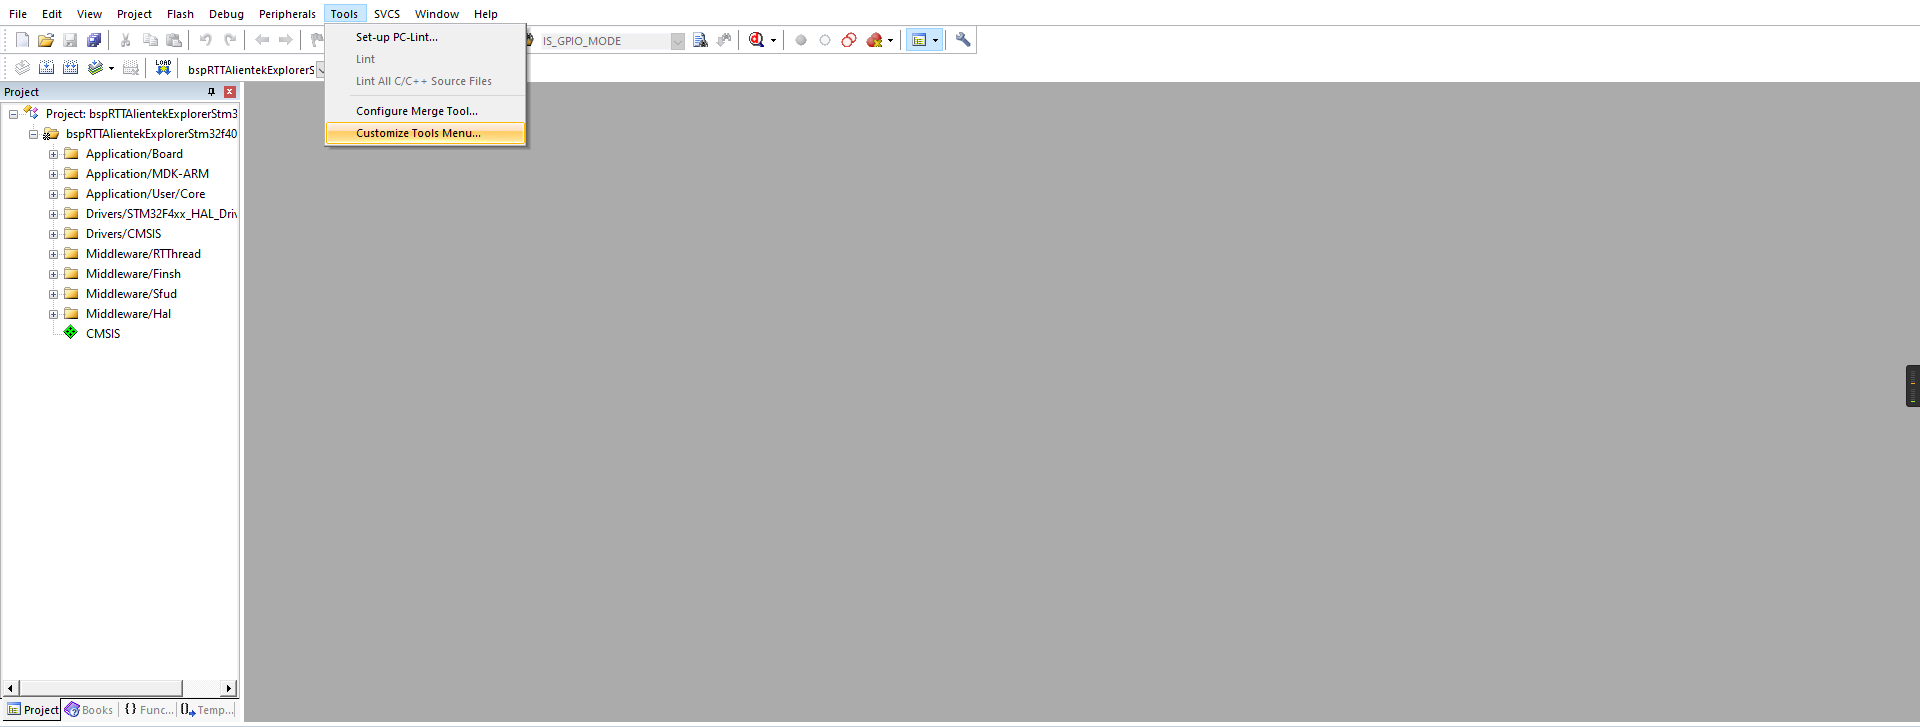 File Edit View Project Flash Debug Peripherals Tools SVCS Window Help
Set-up PC-Lint...
IS_GPIO_MODE
Lint
LOAD
bspRTTAlientekExplorerS
Lint All C/C++ Source Files
Configure Merge Tool...
Customize Tools Menu...
Project
Project: bspRTTAlientekExplorerStm3
bspRTTAlientekExplorerStm32f40
Application/Board
Application/MDK-ARM
Application/User/Core
Drivers/STM32F4xx_HAL_Driv
Drivers/CMSIS
Middleware/RTThread
Middleware/Finsh
Middleware/Sfud
Middleware/Hal
CMSIS
Project Books {} Func... Temp...